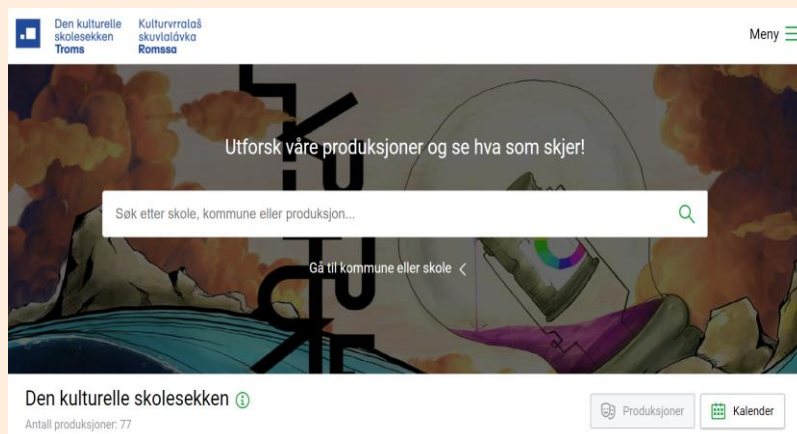 Den kulturelle
skolesekken
Troms
Kulturvrralaš
skuvlalávka
Romssa
Meny
Utforsk våre produksjoner og se hva som skjer!
Søk etter skole, kommune eller produksjon...
Gå til kommune eller skole
Den kulturelle skolesekken
Antall produksjoner: 77
Produksjoner
Kalender